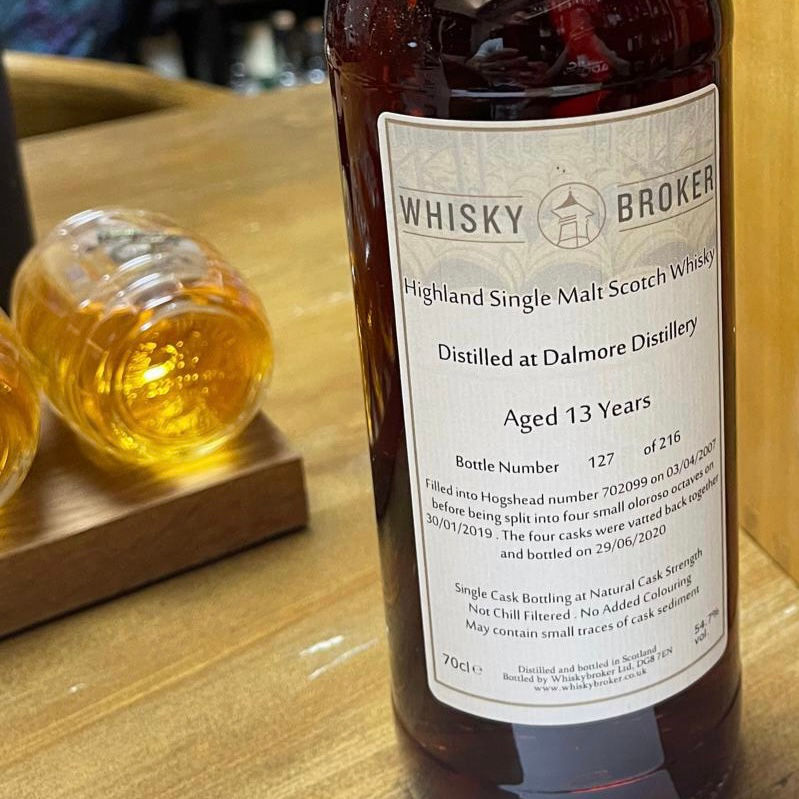 WHISKY BROKER
Highland Single Malt Scotch Whisky
Distilled at Dalmore Distillery
Aged 13 Years
Bottle Number 127 of 216
Filled into Hogshead number 702099 on 03/04/2007
before being split into four small oloroso octaves on
30/01/2019 . The four casks were vatted back together
and bottled on 29/06/2020
Single Cask Bottling at Natural Cask Strength
Not Chill Filtered . No Added Colouring
May contain small traces of cask sediment
70cl e
Distilled and bottled in Scotland
Bottled by Whiskybroker Ltd, DG8 7EN
www.whiskybroker.co.uk
54.7%
vol.